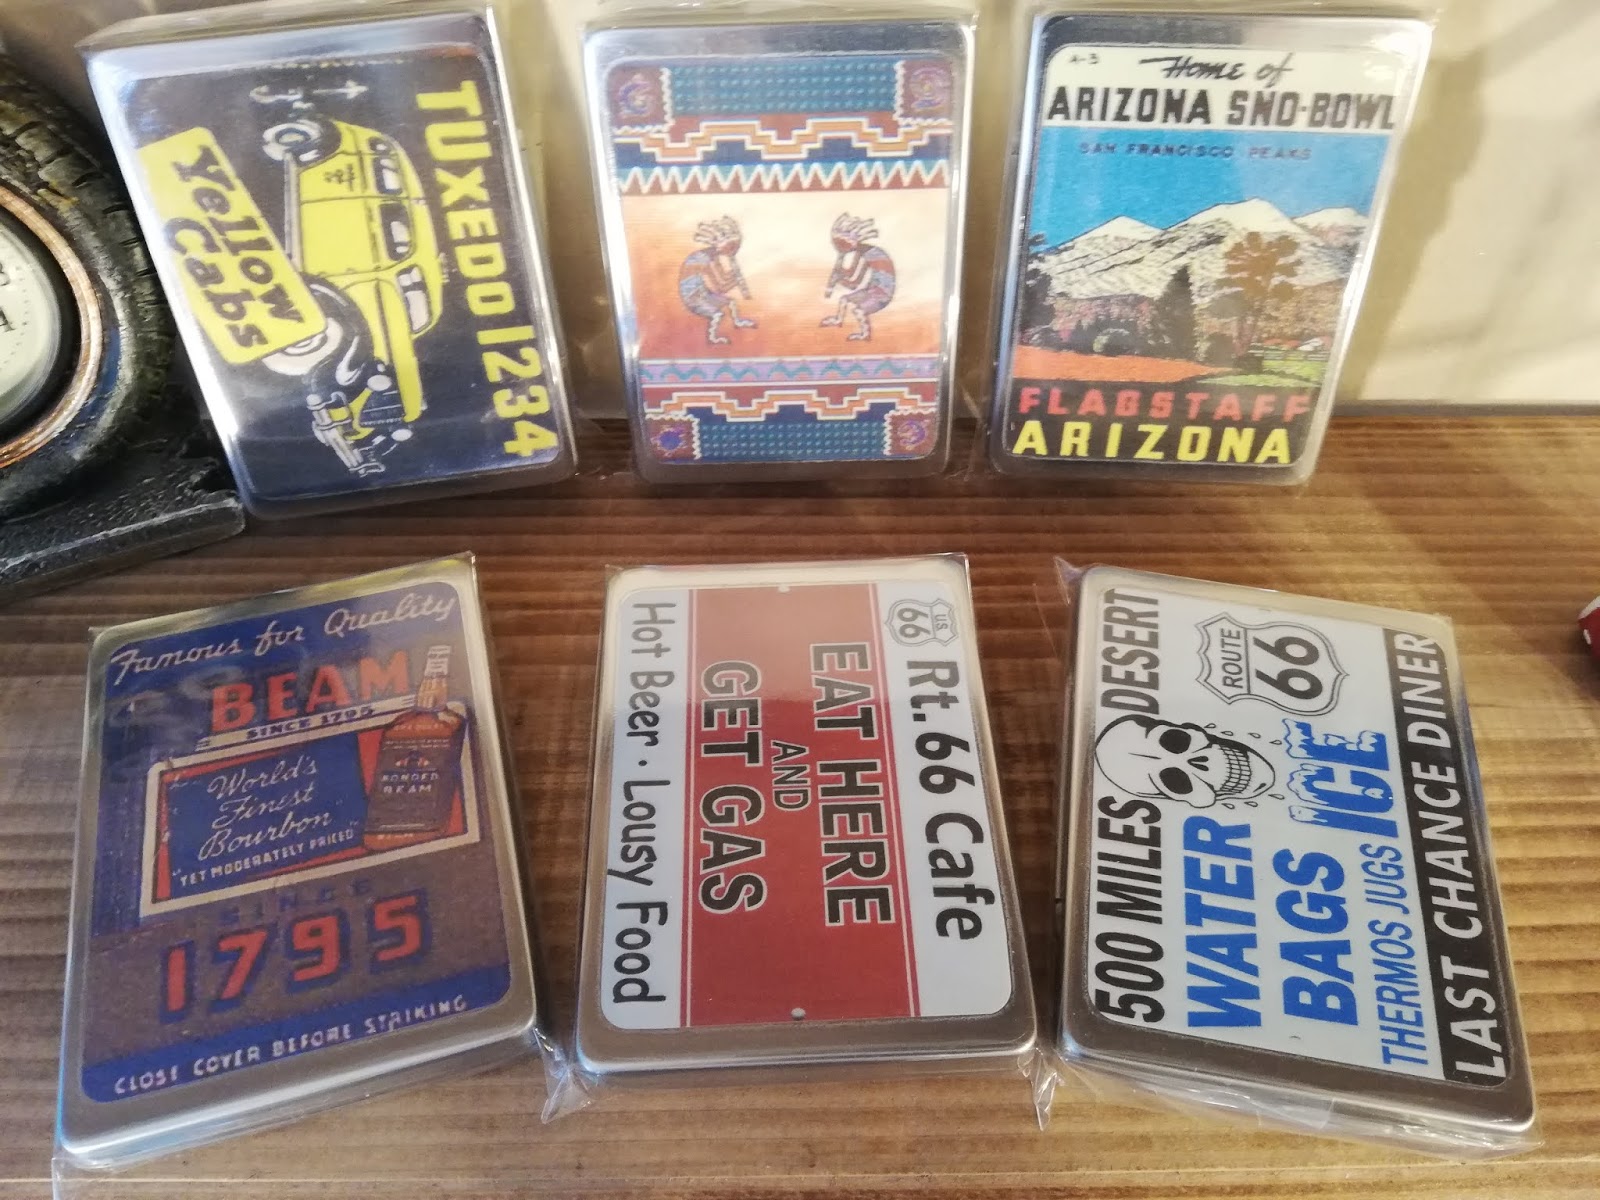 TUXEDO 1234
Yellow
Cabs
A-3
Home of
ARIZONA SNO-BOWL
SAN FRANCISCO PEAKS
FLAGSTAFF
ARIZONA
Famous for Quality
BEAM
SINCE 1795
World's
Finest
Bourbon
"YET MODERATELY PRICED"
BONDED
BEAM
SINCE
1795
CLOSE COVER BEFORE STRIKING
US
66
Rt. 66 Cafe
EAT HERE
AND
GET GAS
Hot Beer · Lousy Food
500 MILES DESERT
ROUTE
66
WATER
BAGS ICE
THERMOS JUGS
LAST CHANCE DINER